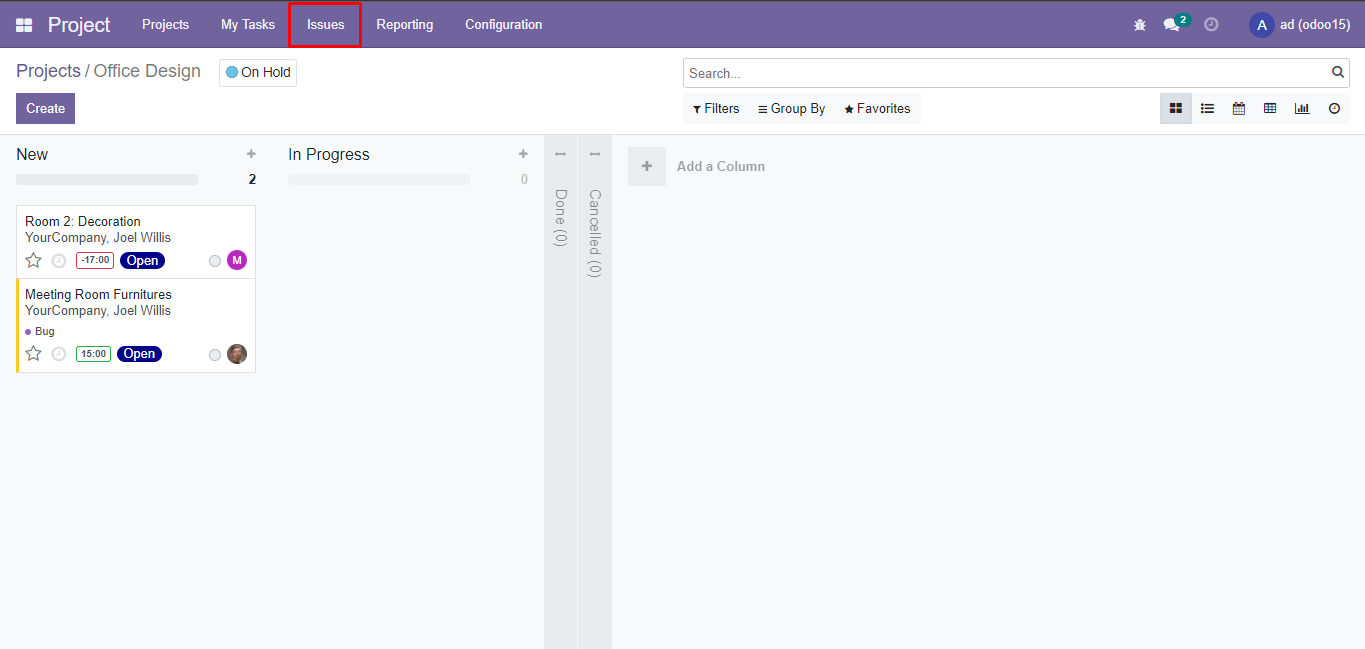 Project Projects My Tasks Issues Reporting Configuration 2 A ad (odoo15)
Projects / Office Design On Hold Search...
Create Filters Group By Favorites
New
2
In Progress
0
Done (0)
Cancelled (0)
Add a Column
Room 2: Decoration
YourCompany, Joel Willis
-17:00 Open M
Meeting Room Furnitures
YourCompany, Joel Willis
Bug
15:00 Open